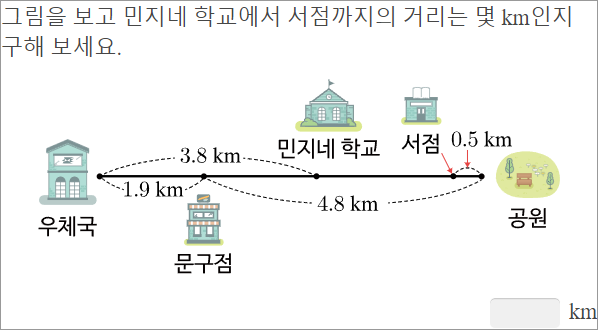 그림을 보고 민지네 학교에서 서점까지의 거리는 몇 km인지
구해 보세요.
민지네 학교
서점
0.5 km
3.8 km
1.9 km
4.8 km
우체국
문구점
공원
km